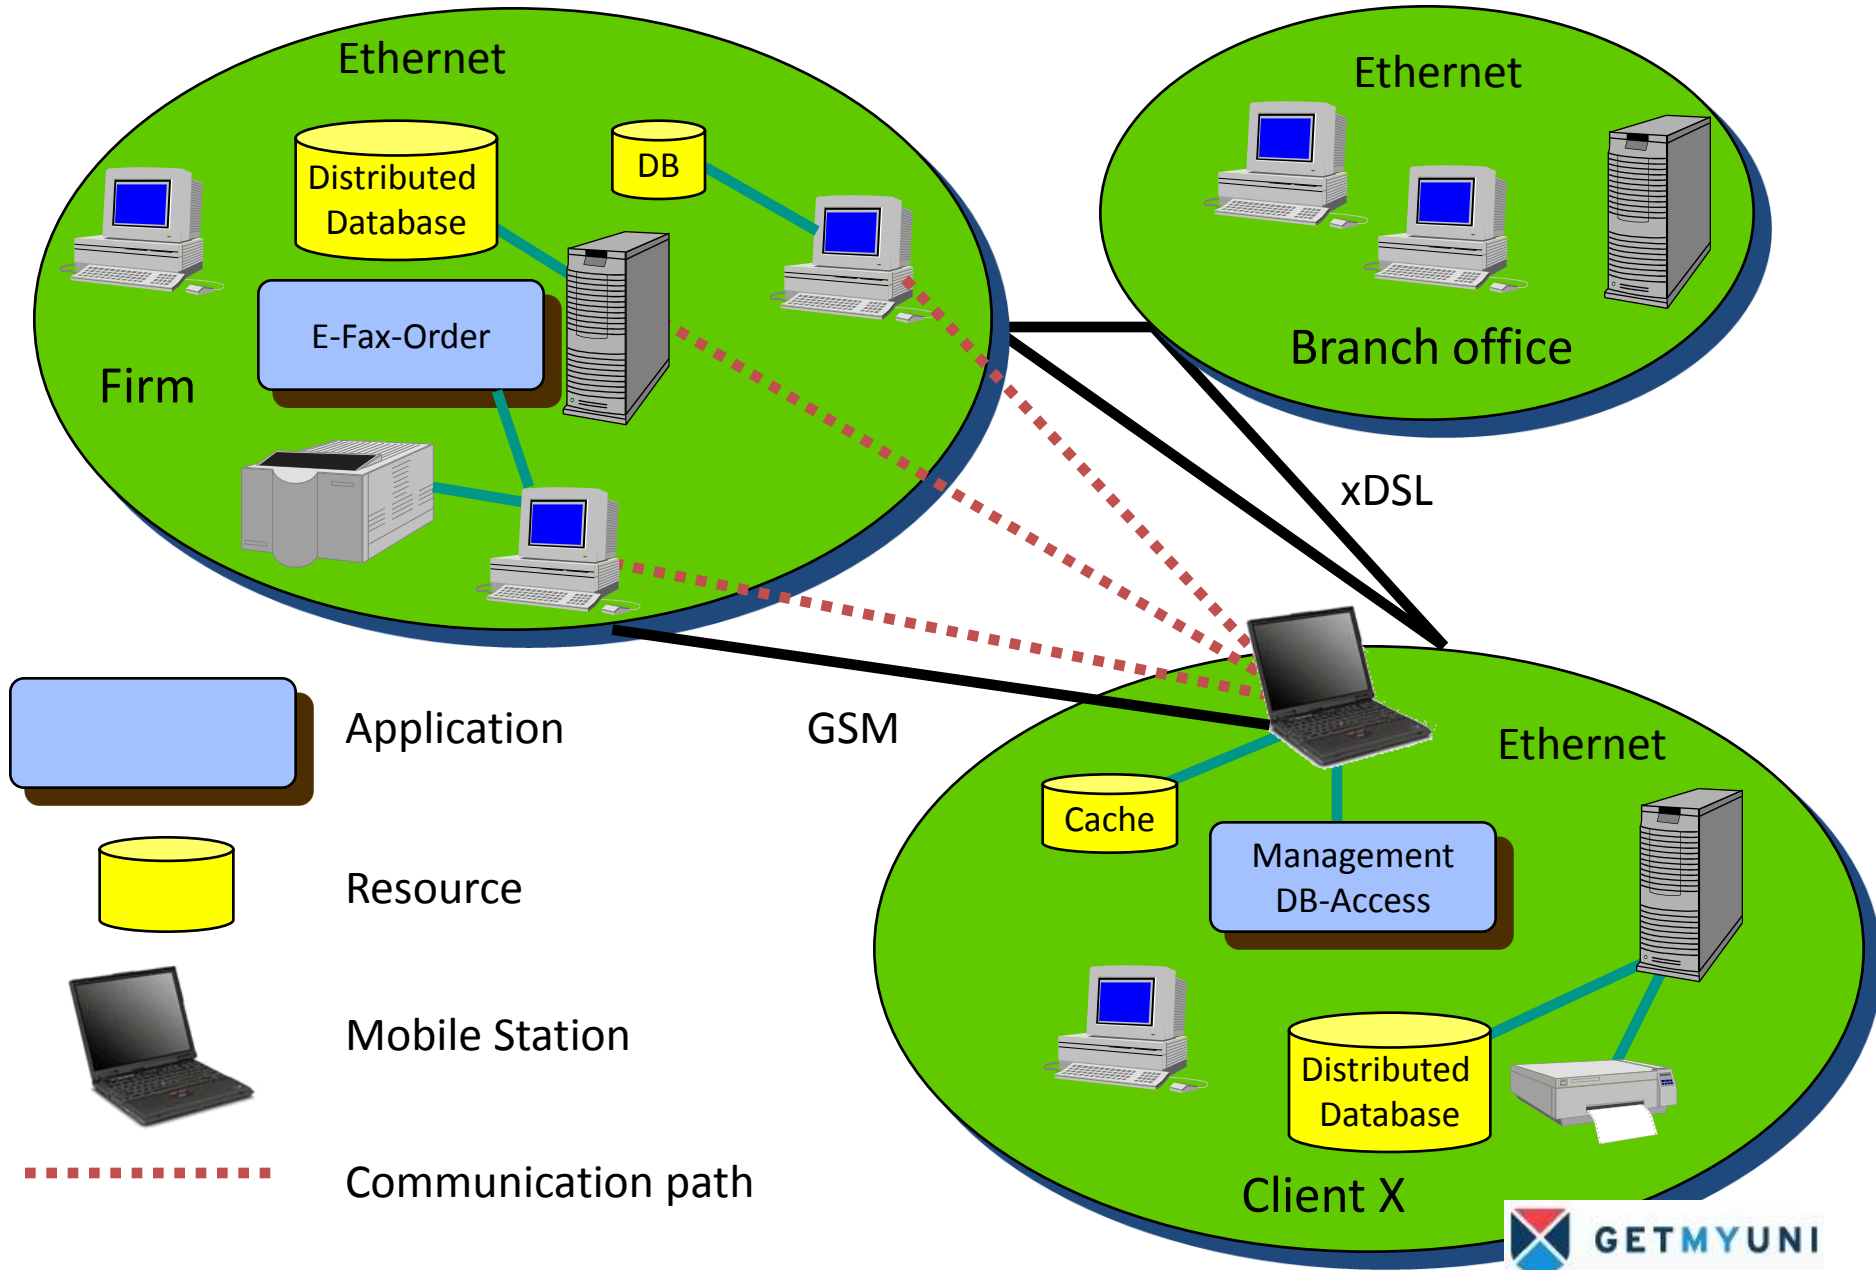 Ethernet
Distributed
Database
DB
E-Fax-Order
Firm
Ethernet
Branch office
xDSL
GSM
Ethernet
Cache
Management
DB-Access
Distributed
Database
Client X
Application
Resource
Mobile Station
Communication path
GETMYUNI